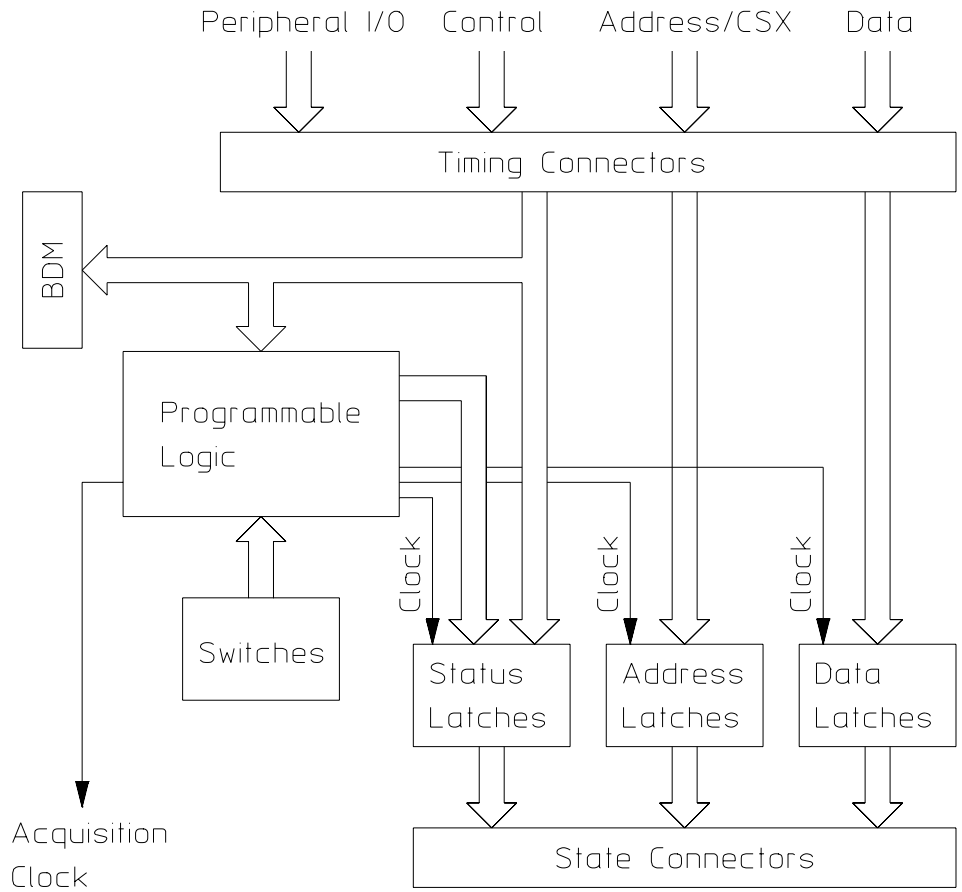 Peripheral I/O
Control
Address/CSX
Data
Timing Connectors
BDM
Programmable
Logic
Clock
Clock
Clock
Switches
Status
Latches
Address
Latches
Data
Latches
Acquisition
Clock
State Connectors